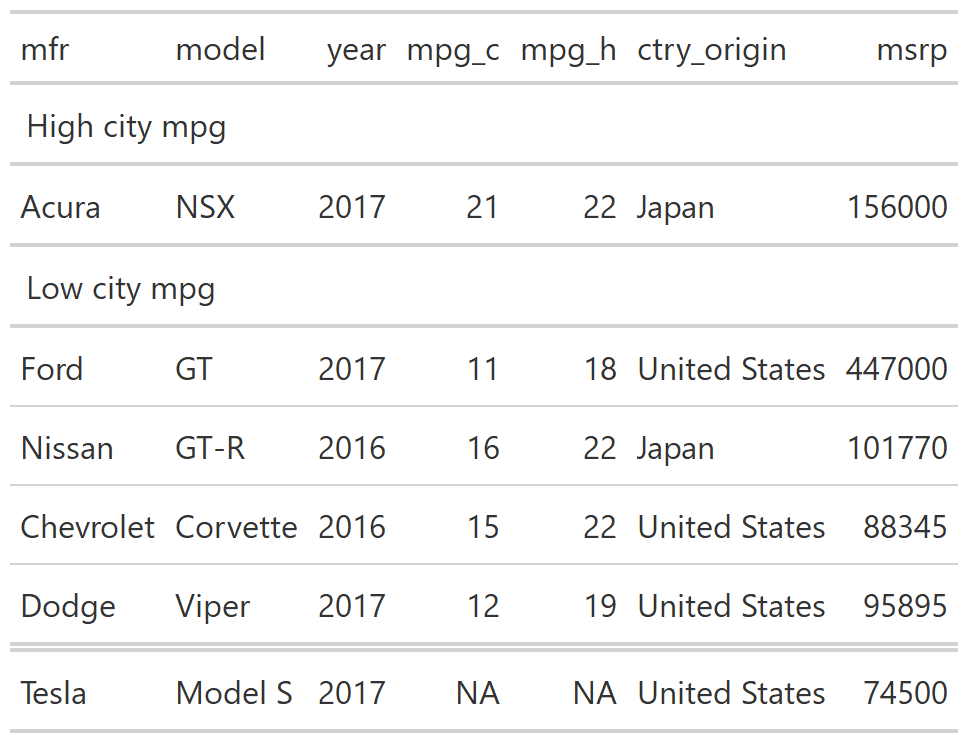 mfr model year mpg_c mpg_h ctry_origin msrp
High city mpg
Acura NSX 2017 21 22 Japan 156000
Low city mpg
Ford GT 2017 11 18 United States 447000
Nissan GT-R 2016 16 22 Japan 101770
Chevrolet Corvette 2016 15 22 United States 88345
Dodge Viper 2017 12 19 United States 95895
Tesla Model S 2017 NA NA United States 74500